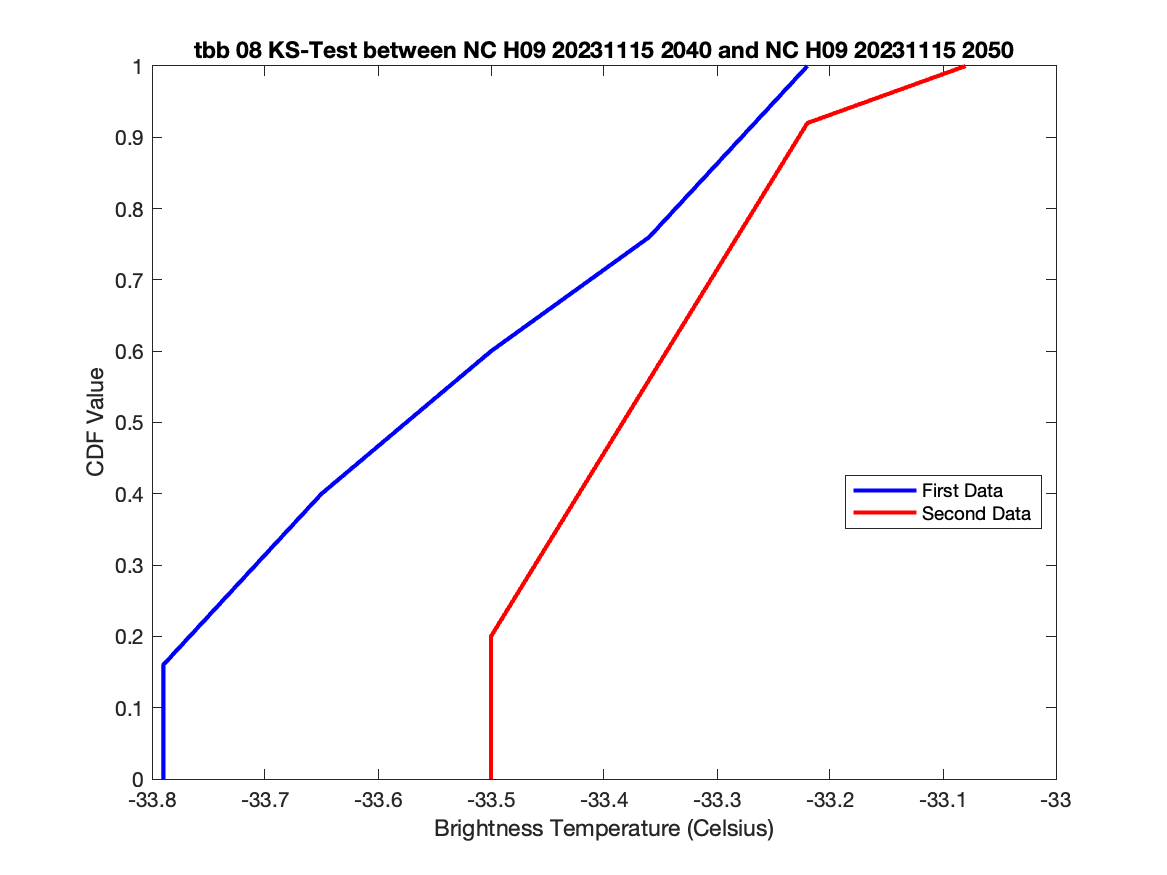 tbb 08 KS-Test between NC H09 20231115 2040 and NC H09 20231115 2050
1
0.9
0.8
0.7
0.6
0.5
0.4
0.3
0.2
0.1
0
CDF Value
First Data
Second Data
-33.8 -33.7 -33.6 -33.5 -33.4 -33.3 -33.2 -33.1 -33
Brightness Temperature (Celsius)